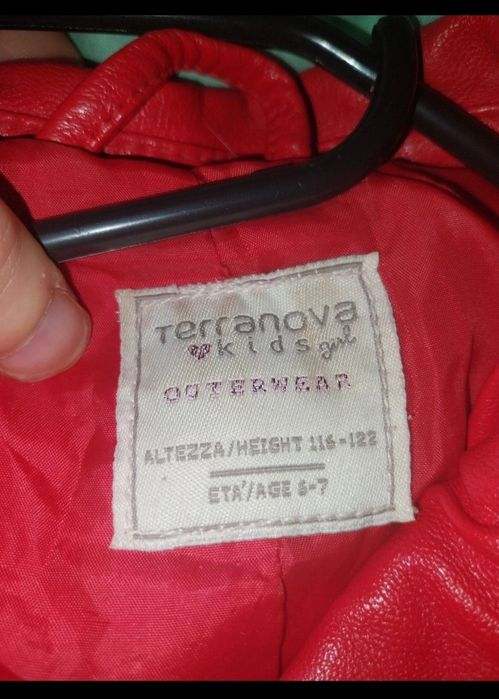 Terranova
kids girl
OUTERWEAR
ALTEZZA/HEIGHT 116-122
ETA'/AGE 6-7